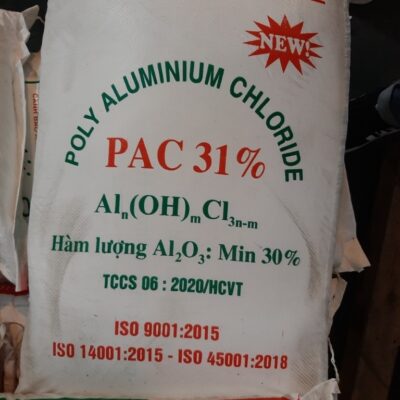 NEW!
POLY ALUMINIUM CHLORIDE
PAC 31%
Alₙ(OH)ₘCl₃ₙ₋ₘ
Hàm lượng Al₂O₃: Min 30%
TCCS 06 : 2020/HCVT
ISO 9001:2015
ISO 14001:2015 - ISO 45001:2018